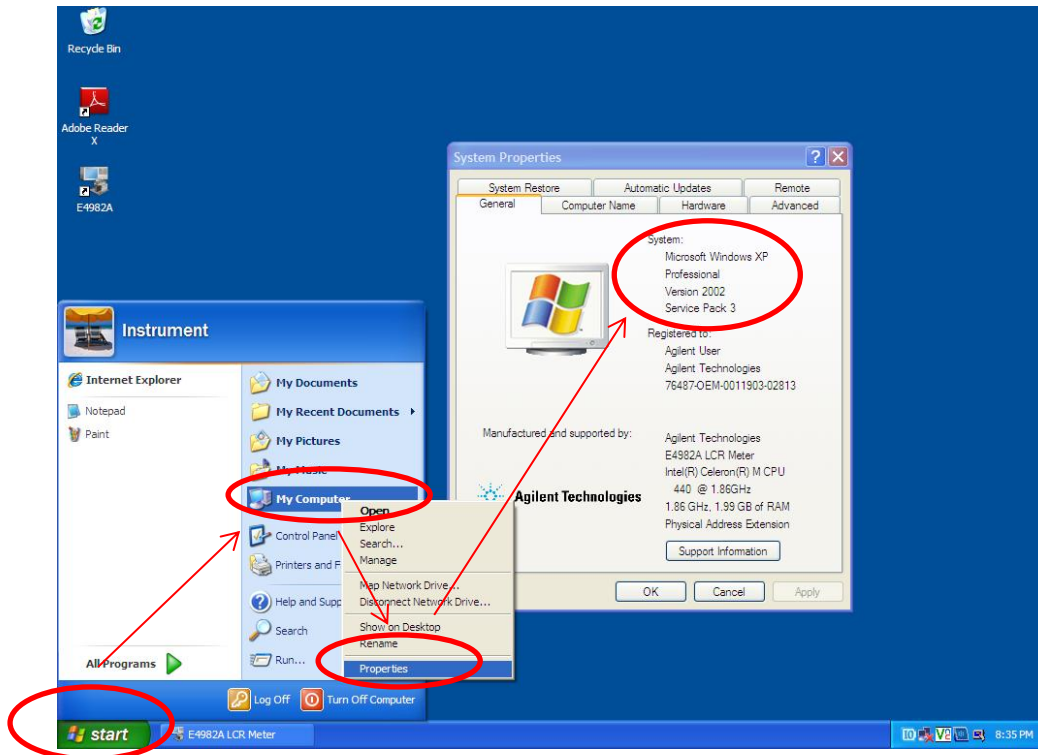 Recycle Bin
Adobe Reader
X
E4982A
System Properties
System Restore
Automatic Updates
Remote
General
Computer Name
Hardware
Advanced
System:
Microsoft Windows XP
Professional
Version 2002
Service Pack 3
Registered to:
Agilent User
Agilent Technologies
76487-OEM-0011903-02813
Manufactured and supported by:
Agilent Technologies
E4982A LCR Meter
Intel(R) Celeron(R) M CPU
440 @ 1.86GHz
1.86 GHz, 1.99 GB of RAM
Physical Address Extension
Agilent Technologies
Support Information
OK
Cancel
Apply
Instrument
Internet Explorer
Notepad
Paint
All Programs
My Documents
My Recent Documents
My Pictures
My Music
My Computer
Control Panel
Printers and F
Help and Supp
Search
Run...
Open
Explore
Search...
Manage
Map Network Drive...
Disconnect Network Drive...
Show on Desktop
Rename
Properties
Log Off
Turn Off Computer
start
E4982A LCR Meter
8:35 PM